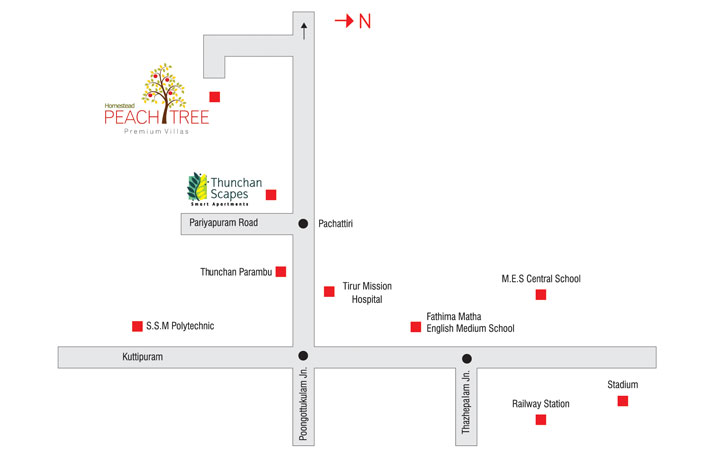 N
Homestead
PEACH TREE
Premium Villas
Thunchan
Scapes
Smart Apartments
Pariyapuram Road
Pachattiri
Thunchan Parambu
M.E.S Central School
Tirur Mission
Hospital
S.S.M Polytechnic
Fathima Matha
English Medium School
Kuttipuram
Poongottukulam Jn.
Thazhepalam Jn.
Stadium
Railway Station